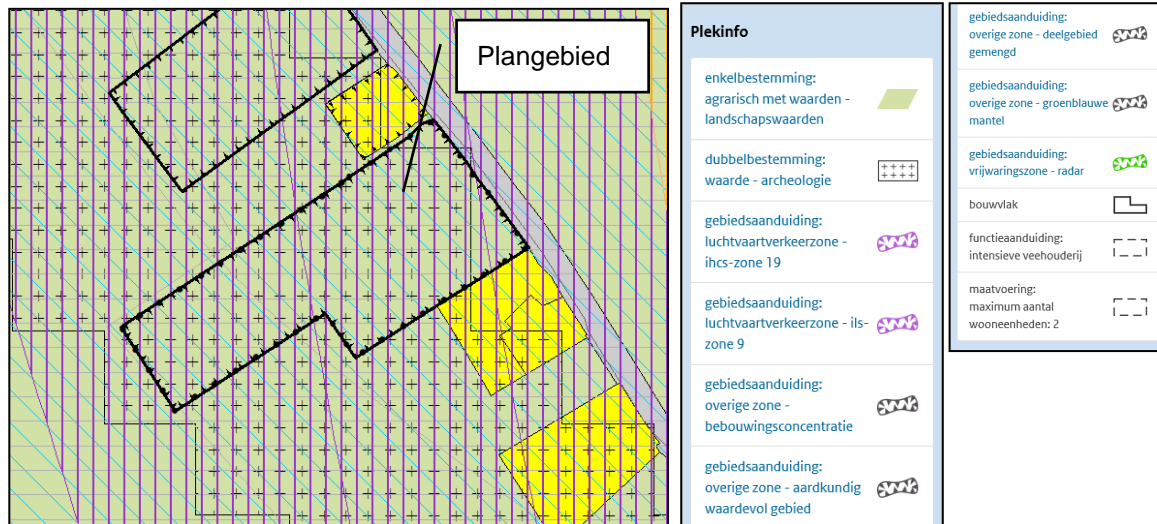 Plangebied
Plekinfo
enkelbestemming:
agrarisch met waarden -
landschapswaarden
dubbelbestemming:
waarde - archeologie
gebiedsaanduiding:
luchtvaartverkeerzone -
ihcs-zone 19
gebiedsaanduiding:
luchtvaartverkeerzone - ils-
zone 9
gebiedsaanduiding:
overige zone -
bebouwingsconcentratie
gebiedsaanduiding:
overige zone - aardkundig
waardevol gebied
gebiedsaanduiding:
overige zone - deelgebied
gemengd
gebiedsaanduiding:
overige zone - groenblauwe
mantel
gebiedsaanduiding:
vrijwaringszone - radar
bouwvlak
functieaanduiding:
intensieve veehouderij
maatvoering:
maximum aantal
wooneenheden: 2